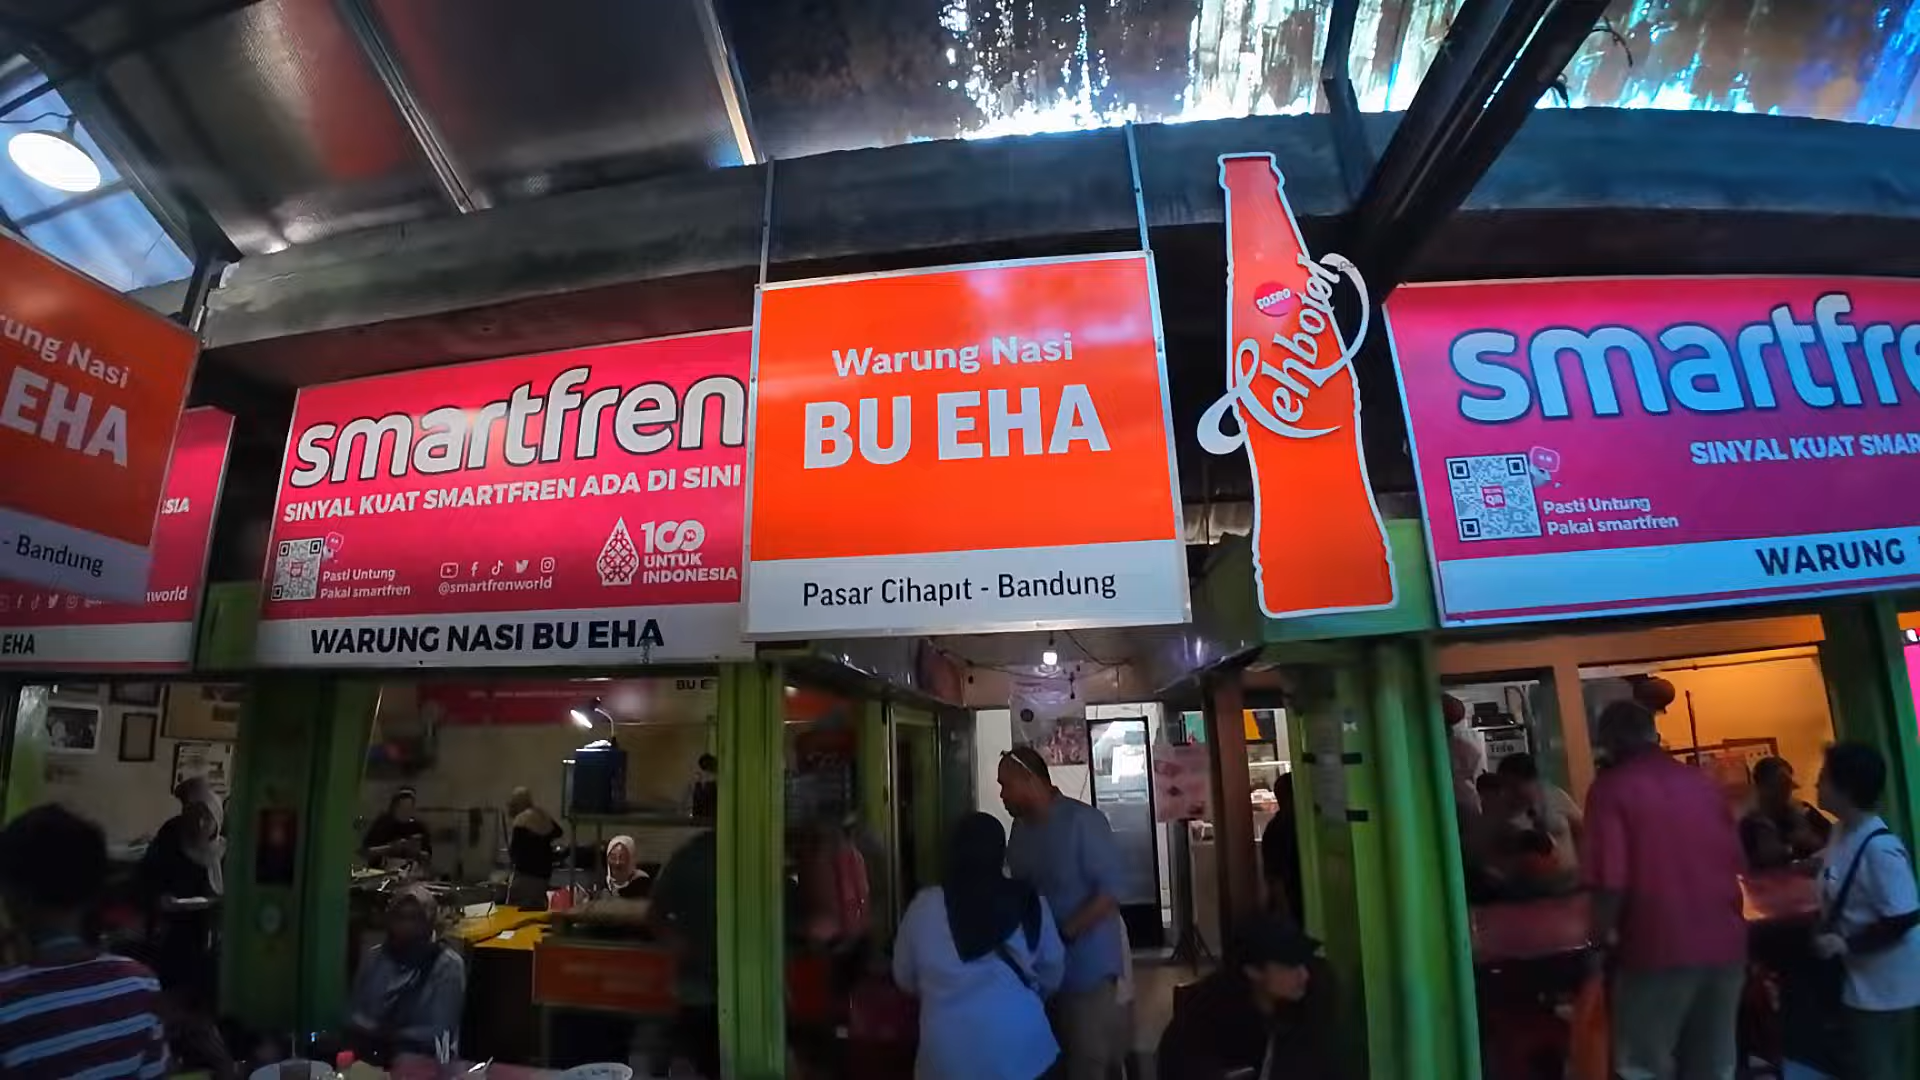 Warung Nasi
EHA
- Bandung
EHA
smartfren
SINYAL KUAT SMARTFREN ADA DI SINI
Pasti Untung
Pakai smartfren
@smartfrenworld
100%
UNTUK
INDONESIA
WARUNG NASI BU EHA
Warung Nasi
BU EHA
Pasar Cihapit - Bandung
SOSRO
Tehbotol
smartfre
SINYAL KUAT SMAR
Pasti Untung
Pakai smartfren
WARUNG